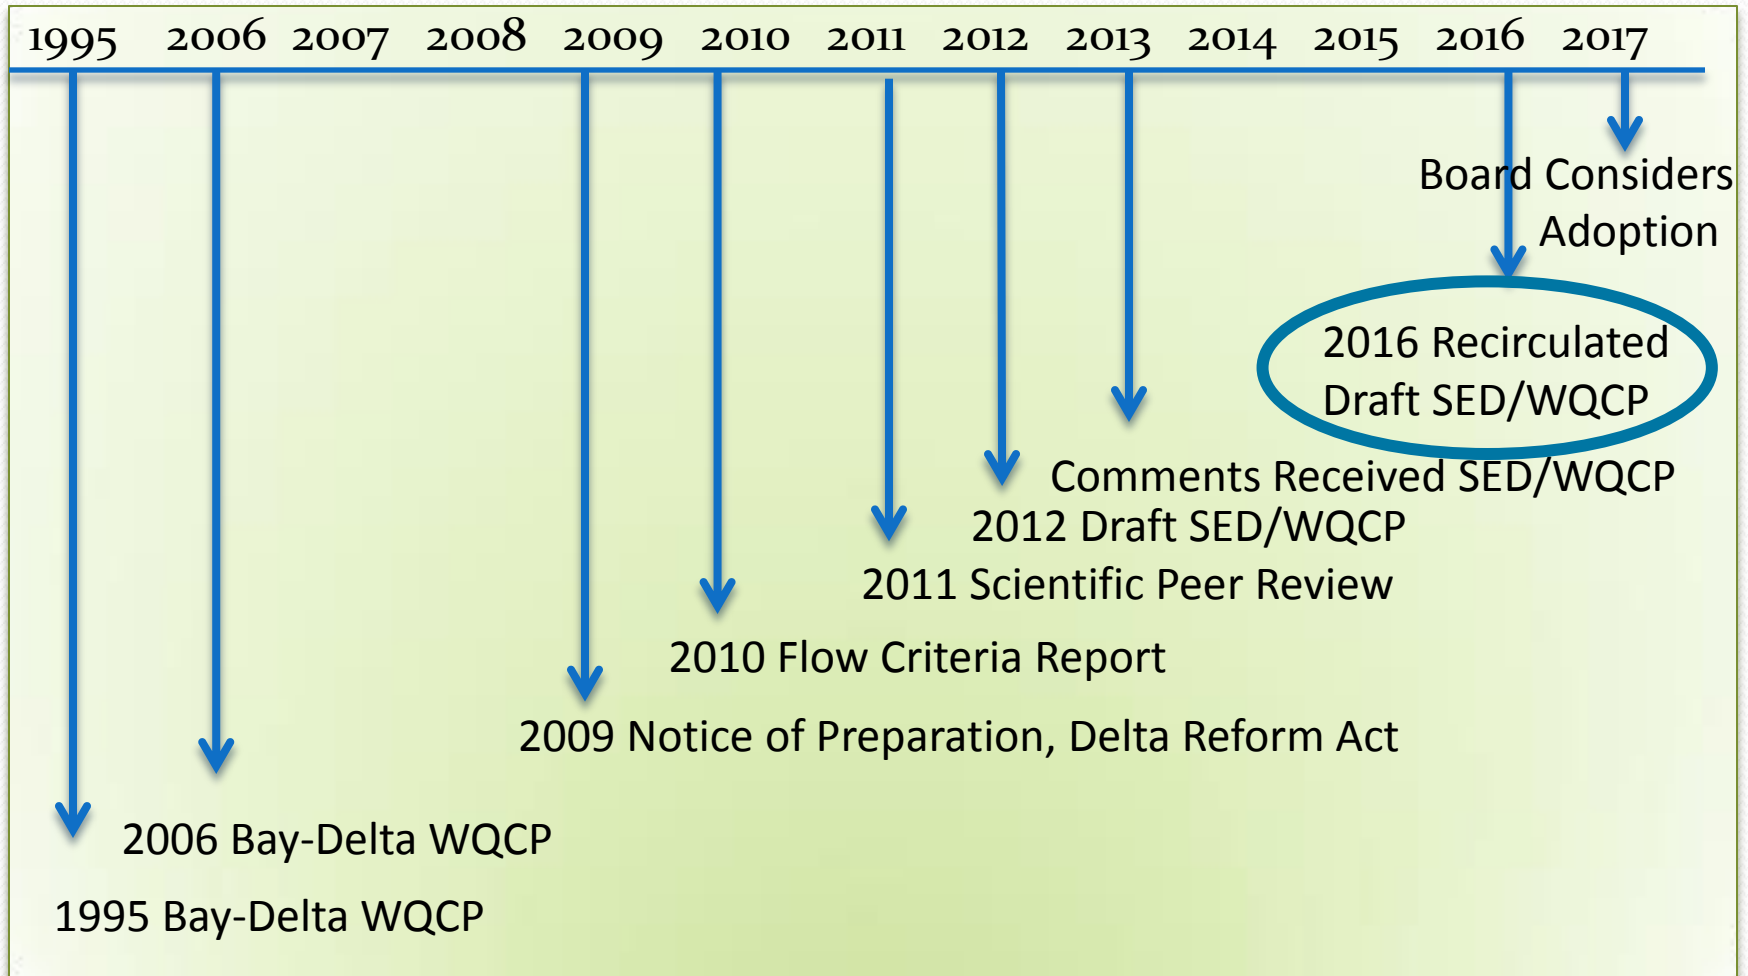 1995 2006 2007 2008 2009 2010 2011 2012 2013 2014 2015 2016 2017
Board Considers
Adoption
2016 Recirculated
Draft SED/WQCP
Comments Received SED/WQCP
2012 Draft SED/WQCP
2011 Scientific Peer Review
2010 Flow Criteria Report
2009 Notice of Preparation, Delta Reform Act
2006 Bay-Delta WQCP
1995 Bay-Delta WQCP